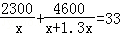 2300/x + 4600/(x+1.3x) = 33